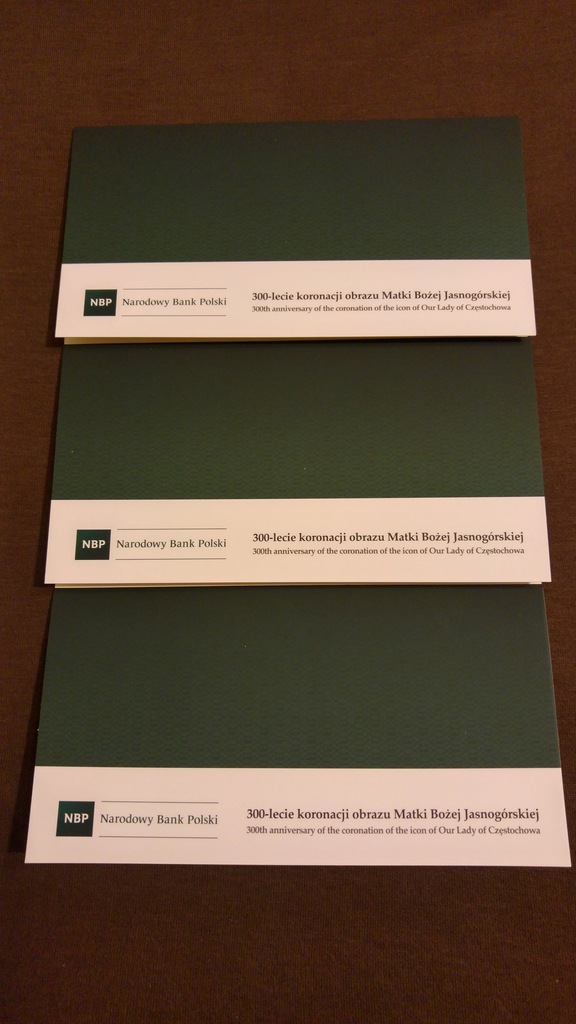 NBP Narodowy Bank Polski
300-lecie koronacji obrazu Matki Bożej Jasnogórskiej
300th anniversary of the coronation of the icon of Our Lady of Częstochowa
NBP Narodowy Bank Polski
300-lecie koronacji obrazu Matki Bożej Jasnogórskiej
300th anniversary of the coronation of the icon of Our Lady of Częstochowa
NBP Narodowy Bank Polski
300-lecie koronacji obrazu Matki Bożej Jasnogórskiej
300th anniversary of the coronation of the icon of Our Lady of Częstochowa